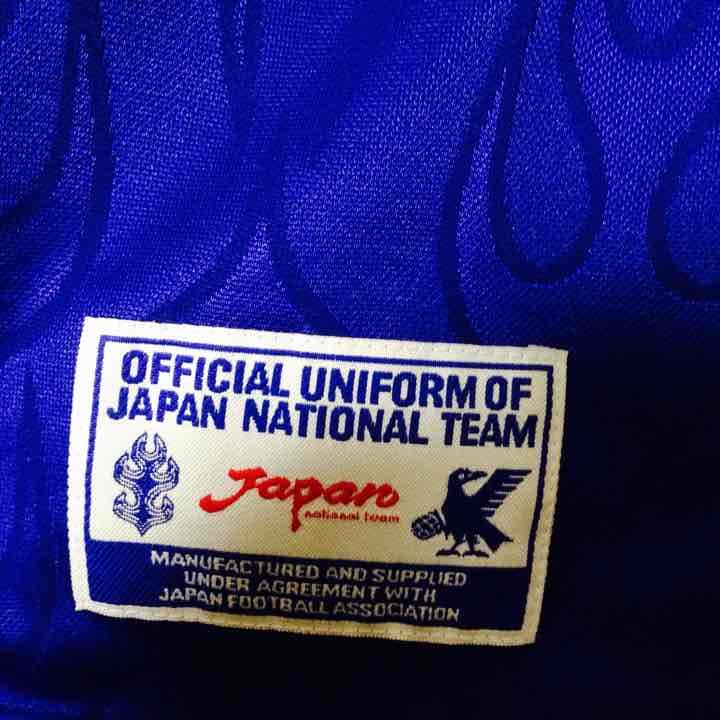 OFFICIAL UNIFORM OF
JAPAN NATIONAL TEAM
Japan
national team
MANUFACTURED AND SUPPLIED
UNDER AGREEMENT WITH
JAPAN FOOTBALL ASSOCIATION